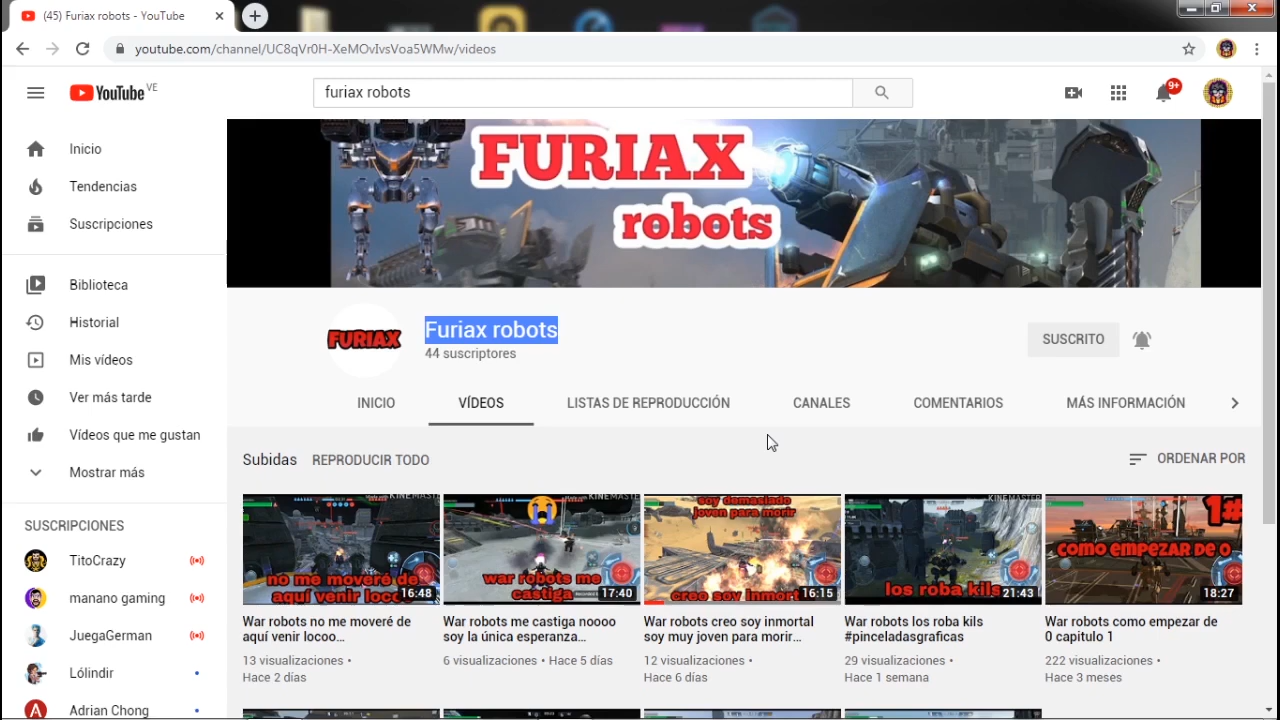 (45) Furiax robots - YouTube
youtube.com/channel/UC8qVr0H-XeMOvIvsVoa5WMw/videos
YouTube VE
furiax robots
9+
Inicio
Tendencias
Suscripciones
Biblioteca
Historial
Mis vídeos
Ver más tarde
Vídeos que me gustan
Mostrar más
SUSCRIPCIONES
TitoCrazy
manano gaming
JuegaGerman
Lólindir
Adrian Chong
FURIAX
robots
FURIAX
Furiax robots
44 suscriptores
SUSCRITO
INICIO
VÍDEOS
LISTAS DE REPRODUCCIÓN
CANALES
COMENTARIOS
MÁS INFORMACIÓN
Subidas
REPRODUCIR TODO
ORDENAR POR
no me moveré de
aquí venir loco
16:48
War robots no me moveré de
aquí venir locoo...
13 visualizaciones •
Hace 2 días
KINEMASTE
war robots me
castiga
17:40
War robots me castiga noooo
soy la única esperanza...
6 visualizaciones • Hace 5 días
soy demasiado
joven para morir
creo soy inmort
16:15
War robots creo soy inmortal
soy muy joven para morir...
12 visualizaciones •
Hace 6 días
KINEMASTE
los roba kils
21:43
War robots los roba kils
#pinceladasgraficas
29 visualizaciones •
Hace 1 semana
1#
como empezar de 0
18:27
War robots como empezar de
0 capitulo 1
222 visualizaciones •
Hace 3 meses